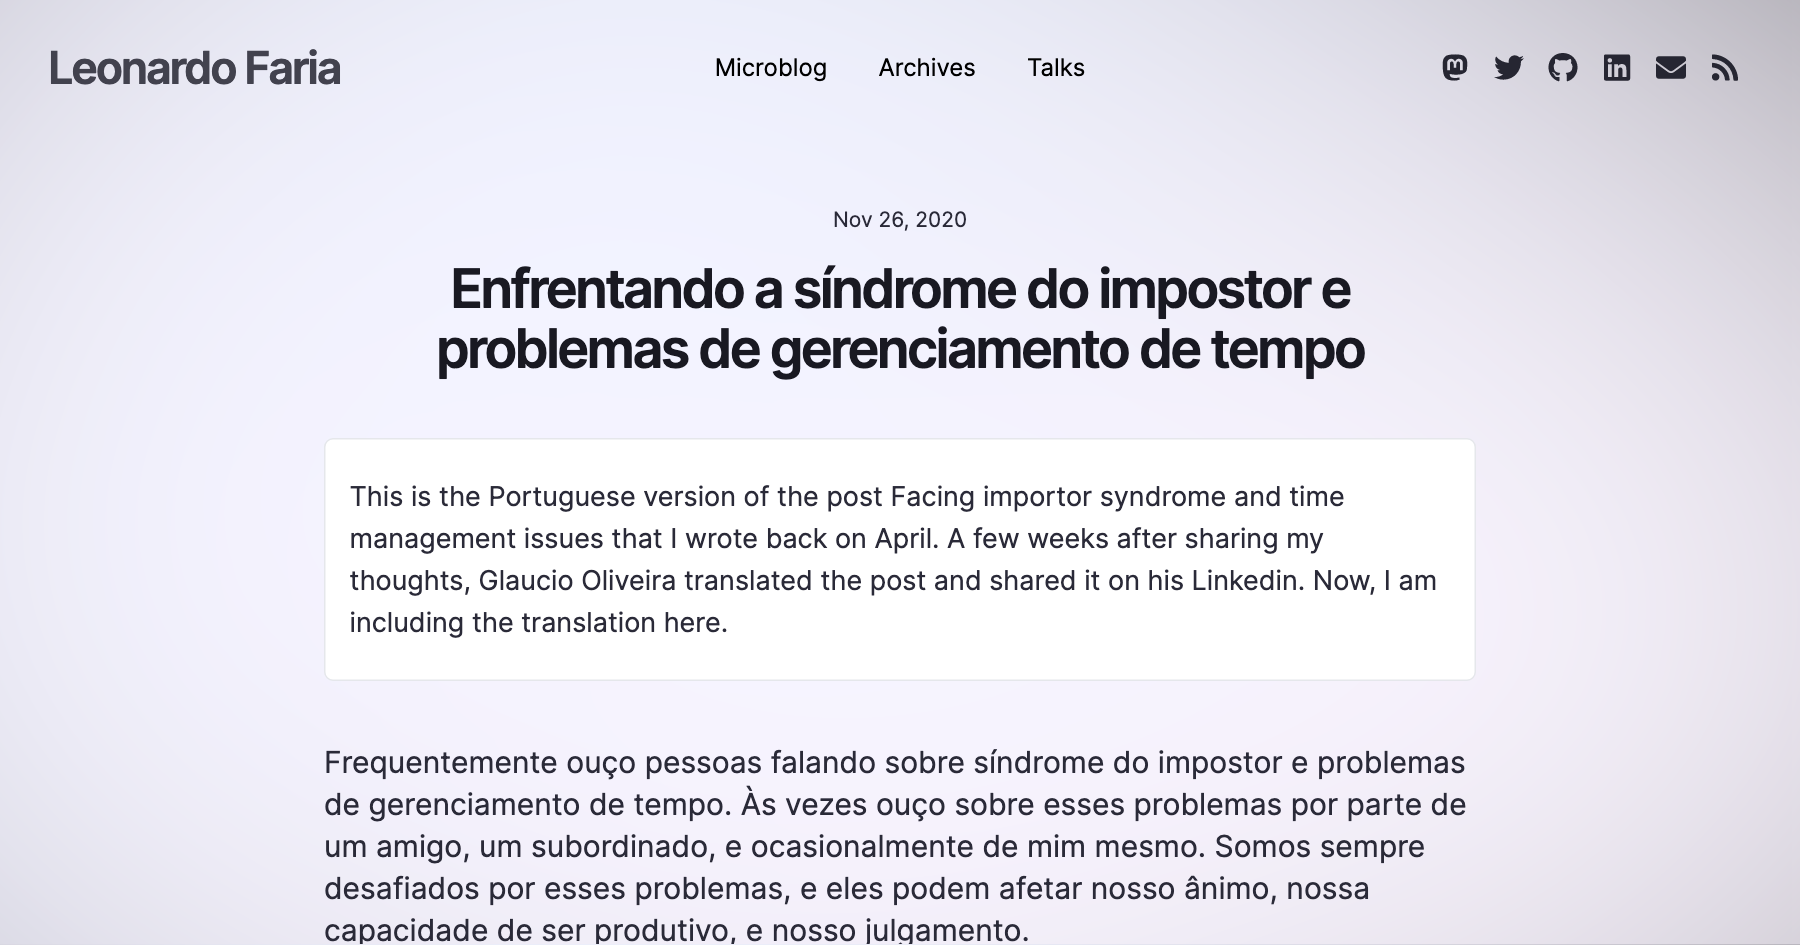 Leonardo Faria
Microblog Archives Talks
Nov 26, 2020
Enfrentando a síndrome do impostor e
problemas de gerenciamento de tempo
This is the Portuguese version of the post Facing importor syndrome and time
management issues that I wrote back on April. A few weeks after sharing my
thoughts, Glaucio Oliveira translated the post and shared it on his Linkedin. Now, I am
including the translation here.
Frequentemente ouço pessoas falando sobre síndrome do impostor e problemas
de gerenciamento de tempo. Às vezes ouço sobre esses problemas por parte de
um amigo, um subordinado, e ocasionalmente de mim mesmo. Somos sempre
desafiados por esses problemas, e eles podem afetar nosso ânimo, nossa
capacidade de ser produtivo, e nosso julgamento.